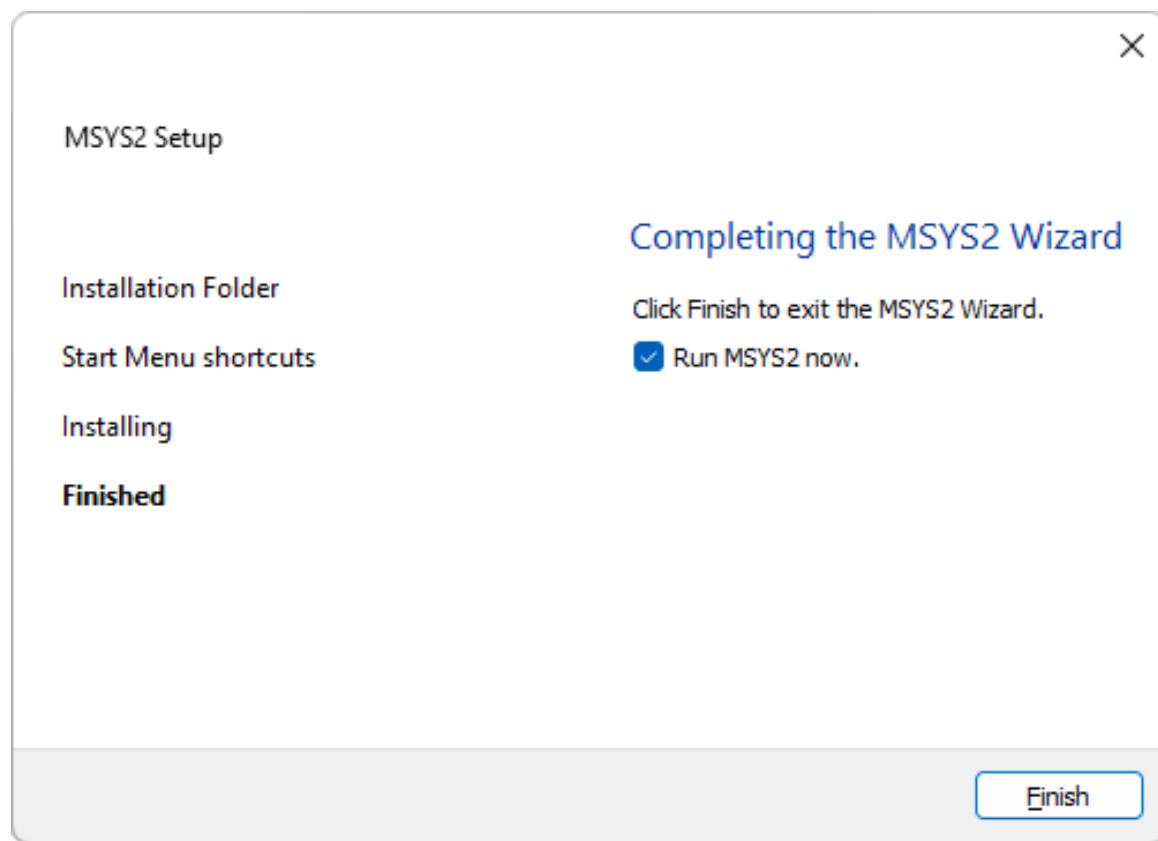 MSYS2 Setup
Installation Folder
Start Menu shortcuts
Installing
Finished
Completing the MSYS2 Wizard
Click Finish to exit the MSYS2 Wizard.
Run MSYS2 now.
Finish